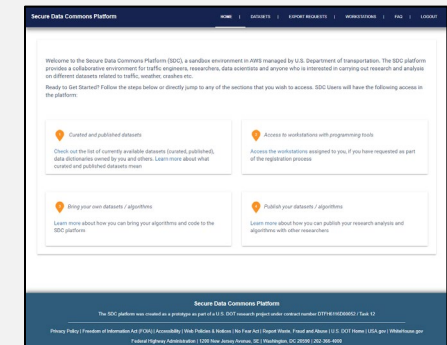 Secure Data Commons Platform
HOME | DATASETS | EXPORT REQUESTS | WORKSTATIONS | FAQ | LOGOUT
Welcome to the Secure Data Commons Platform (SDC), a sandbox environment in AWS managed by U.S. Department of transportation. The SDC platform
provides a collaborative environment for traffic engineers, researchers, data scientists and anyone who is interested in carrying out research and analysis
on different datasets related to traffic, weather, crashes etc.
Ready to Get Started? Follow the steps below or directly jump to any of the sections that you wish to access. SDC Users will have the following access in
the platform:
Curated and published datasets
Check out the list of currently available datasets (curated, published),
data dictionaries owned by you and others. Learn more about what
curated and published datasets mean
Access to workstations with programming tools
Access the workstations assigned to you, if you have requested as part
of the registration process
Bring your own datasets / algorithms
Learn more about how you can bring your algorithms and code to the
SDC platform
Publish your datasets / algorithms
Learn more about how you can publish your research analysis and
algorithms with other researchers
Secure Data Commons Platform
The SDC platform was created as a prototype as part of a U.S. DOT research project under contract number DTFH6116D00052 / Task 12
Privacy Policy | Freedom of Information Act (FOIA) | Accessibility | Web Policies & Notices | No Fear Act | Report Waste, Fraud and Abuse | U.S. DOT Home | USA.gov | WhiteHouse.gov
Federal Highway Administration | 1200 New Jersey Avenue, SE | Washington, DC 20590 | 202-366-4000